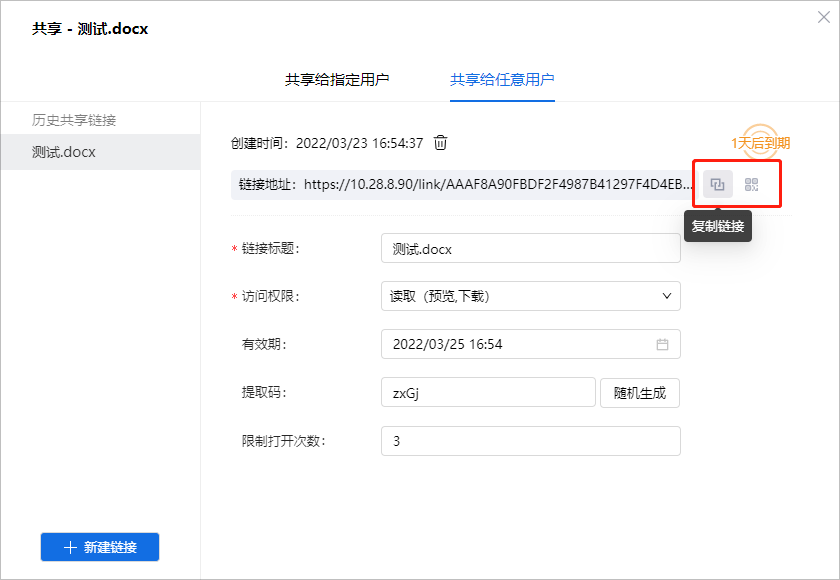 共享 - 测试.docx
共享给指定用户
共享给任意用户
历史共享链接
测试.docx
创建时间：2022/03/23 16:54:37
1天后到期
链接地址：https://10.28.8.90/link/AAAF8A90FBDF2F4987B41297F4D4EB...
复制链接
* 链接标题：
测试.docx
* 访问权限：
读取（预览,下载）
有效期：
2022/03/25 16:54
提取码：
zxGj
随机生成
限制打开次数：
3
新建链接